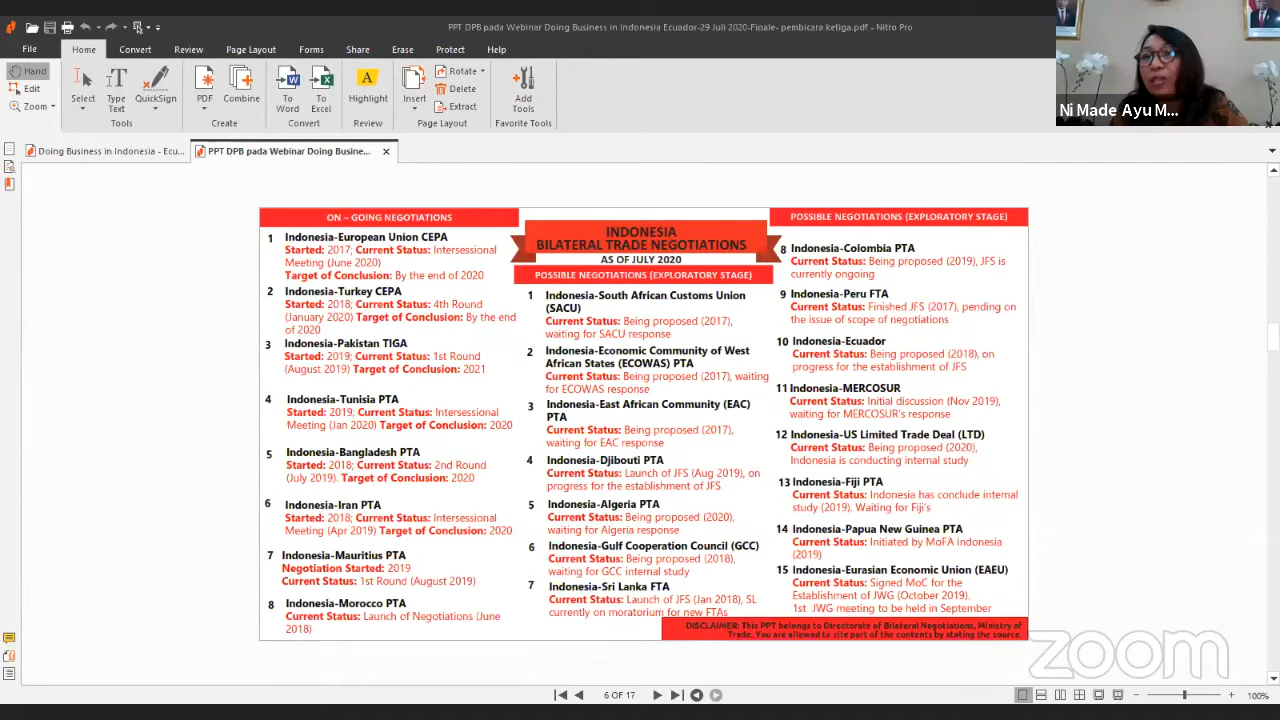 PPT DPB pada Webinar Doing Business in Indonesia Ecuador-29 Juli 2020-Finale- pembicara ketiga.pdf - Nitro Pro
File
Home
Convert
Review
Page Layout
Forms
Share
Erase
Protect
Help
Hand
Edit
Zoom
Select
Type
Text
QuickSign
Tools
PDF
Combine
Create
To
Word
To
Excel
Convert
Highlight
Review
Insert
Rotate
Delete
Extract
Page Layout
Add
Tools
Favorite Tools
Ni Made Ayu M...
Doing Business in Indonesia - Ecu...
PPT DPB pada Webinar Doing Busine...
ON – GOING NEGOTIATIONS
1 Indonesia-European Union CEPA
Started: 2017; Current Status: Intersessional
Meeting (June 2020)
Target of Conclusion: By the end of 2020
2 Indonesia-Turkey CEPA
Started: 2018; Current Status: 4th Round
(January 2020) Target of Conclusion: By the end
of 2020
3 Indonesia-Pakistan TIGA
Started: 2019; Current Status: 1st Round
(August 2019) Target of Conclusion: 2021
4 Indonesia-Tunisia PTA
Started: 2019; Current Status: Intersessional
Meeting (Jan 2020) Target of Conclusion: 2020
5 Indonesia-Bangladesh PTA
Started: 2018; Current Status: 2nd Round
(July 2019). Target of Conclusion: 2020
6 Indonesia-Iran PTA
Started: 2018; Current Status: Intersessional
Meeting (Apr 2019) Target of Conclusion: 2020
7 Indonesia-Mauritius PTA
Negotiation Started: 2019
Current Status: 1st Round (August 2019)
8 Indonesia-Morocco PTA
Current Status: Launch of Negotiations (June
2018)
INDONESIA
BILATERAL TRADE NEGOTIATIONS
AS OF JULY 2020
POSSIBLE NEGOTIATIONS (EXPLORATORY STAGE)
1 Indonesia-South African Customs Union
(SACU)
Current Status: Being proposed (2017),
waiting for SACU response
2 Indonesia-Economic Community of West
African States (ECOWAS) PTA
Current Status: Being proposed (2017), waiting
for ECOWAS response
3 Indonesia-East African Community (EAC)
PTA
Current Status: Being proposed (2017),
waiting for EAC response
4 Indonesia-Djibouti PTA
Current Status: Launch of JFS (Aug 2019), on
progress for the establishment of JFS
5 Indonesia-Algeria PTA
Current Status: Being proposed (2020),
waiting for Algeria response
6 Indonesia-Gulf Cooperation Council (GCC)
Current Status: Being proposed (2018),
waiting for GCC internal study
7 Indonesia-Sri Lanka FTA
Current Status: Launch of JFS (Jan 2018), SL
currently on moratorium for new FTAs
POSSIBLE NEGOTIATIONS (EXPLORATORY STAGE)
8 Indonesia-Colombia PTA
Current Status: Being proposed (2019), JFS is
currently ongoing
9 Indonesia-Peru FTA
Current Status: Finished JFS (2017), pending on
the issue of scope of negotiations
10 Indonesia-Ecuador
Current Status: Being proposed (2018), on
progress for the establishment of JFS
11 Indonesia-MERCOSUR
Current Status: Initial discussion (Nov 2019),
waiting for MERCOSUR's response
12 Indonesia-US Limited Trade Deal (LTD)
Current Status: Being proposed (2020),
Indonesia is conducting internal study
13 Indonesia-Fiji PTA
Current Status: Indonesia has conclude internal
study (2019). Waiting for Fiji's
14 Indonesia-Papua New Guinea PTA
Current Status: Initiated by MoFA Indonesia
(2019)
15 Indonesia-Eurasian Economic Union (EAEU)
Current Status: Signed MoC for the
Establishment of JWG (October 2019).
1st JWG meeting to be held in September
DISCLAIMER: This PPT belongs to Directorate of Bilateral Negotiations, Ministry of
Trade. You are allowed to cite part of the contents by stating the source.
zoom
6 OF 17
100%